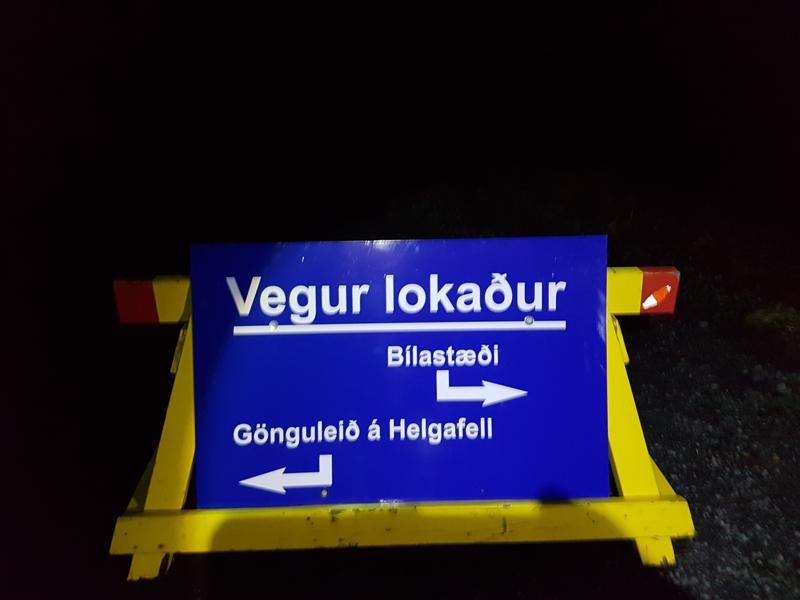 Vegur lokaður
Bílastæði
Gönguleið á Helgafell